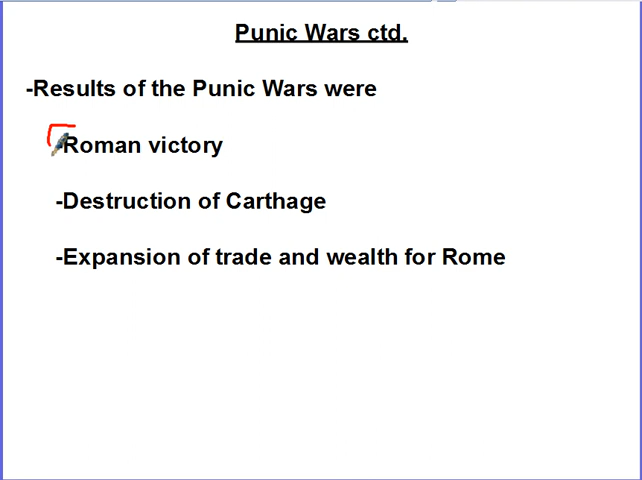 Punic Wars ctd.
-Results of the Punic Wars were
-Roman victory
-Destruction of Carthage
-Expansion of trade and wealth for Rome